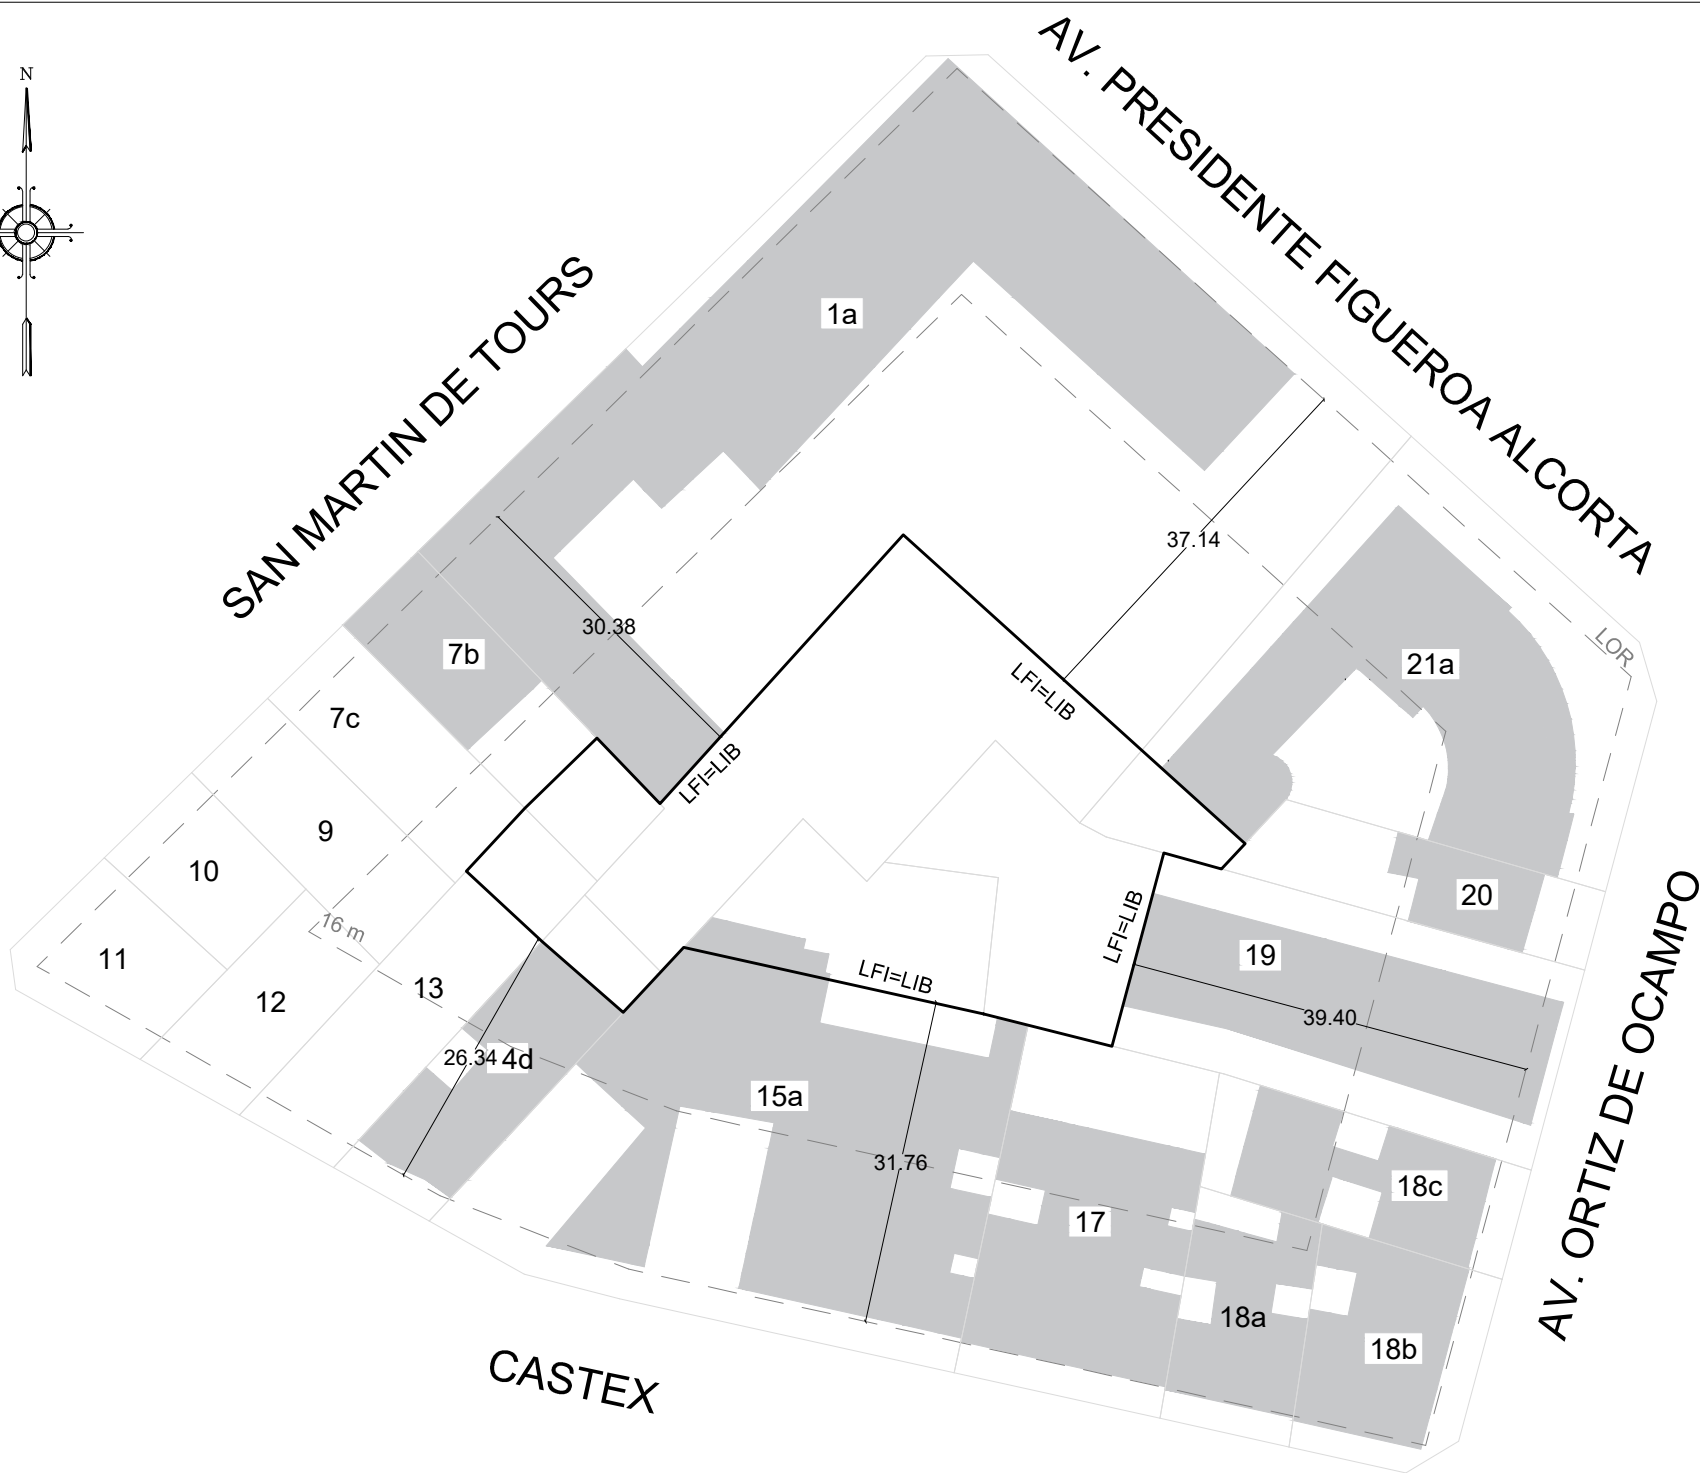 N
AV. PRESIDENTE FIGUEROA ALCORTA
SAN MARTIN DE TOURS
1a
37.14
30.38
7b
LOR
21a
LFI=LIB
7c
LFI=LIB
9
10
20
16 m
LFI=LIB
19
11
13
LFI=LIB
12
39.40
26.34
4d
15a
31.76
18c
17
18a
18b
AV. ORTIZ DE OCAMPO
CASTEX